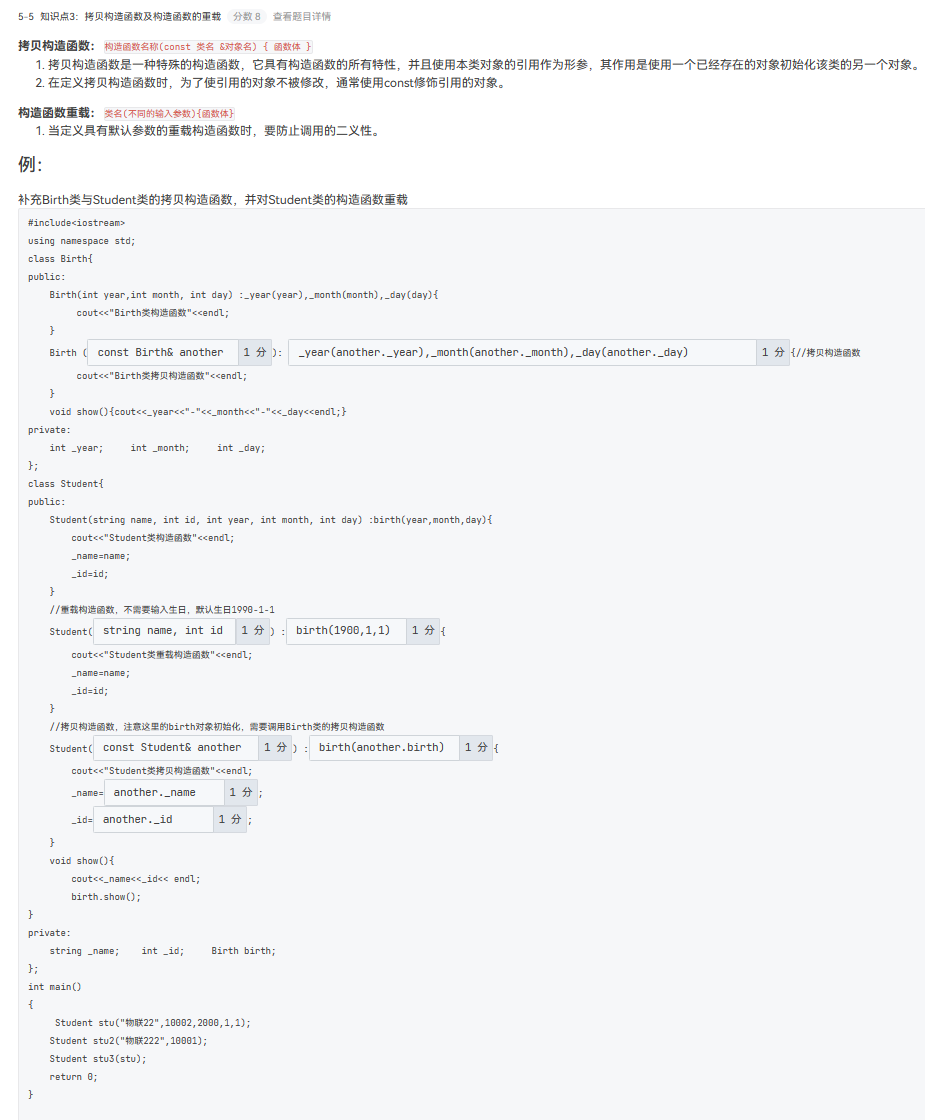 5-5 知识点3：拷贝构造函数及构造函数的重载 分数 8 查看题目详情
拷贝构造函数： 构造函数名称(const 类名 &对象名) { 函数体 }
1. 拷贝构造函数是一种特殊的构造函数，它具有构造函数的所有特性，并且使用本类对象的引用作为形参，其作用是使用一个已经存在的对象初始化该类的另一个对象。
2. 在定义拷贝构造函数时，为了使引用的对象不被修改，通常使用const修饰引用的对象。
构造函数重载： 类名(不同的输入参数){函数体}
1. 当定义具有默认参数的重载构造函数时，要防止调用的二义性。
例：
补充Birth类与Student类的拷贝构造函数，并对Student类的构造函数重载
#include<iostream>
using namespace std;
class Birth{
public:
    Birth(int year,int month, int day) :_year(year),_month(month),_day(day){
        cout<<"Birth类构造函数"<<endl;
    }
    Birth ( const Birth& another 1 分 ): _year(another._year),_month(another._month),_day(another._day) 1 分 {//拷贝构造函数
        cout<<"Birth类拷贝构造函数"<<endl;
    }
    void show(){cout<<_year<<"-"<<_month<<"-"<<_day<<endl;}
private:
    int _year;     int _month;     int _day;
};
class Student{
public:
    Student(string name, int id, int year, int month, int day) :birth(year,month,day){
        cout<<"Student类构造函数"<<endl;
        _name=name;
        _id=id;
    }
    //重载构造函数，不需要输入生日，默认生日1990-1-1
    Student( string name, int id 1 分 ) : birth(1900,1,1) 1 分 {
        cout<<"Student类重载构造函数"<<endl;
        _name=name;
        _id=id;
    }
    //拷贝构造函数，注意这里的birth对象初始化，需要调用Birth类的拷贝构造函数
    Student( const Student& another 1 分 ) : birth(another.birth) 1 分 {
        cout<<"Student类拷贝构造函数"<<endl;
        _name= another._name 1 分 ;
        _id= another._id 1 分 ;
    }
    void show(){
        cout<<_name<<_id<< endl;
        birth.show();
}
private:
    string _name;    int _id;     Birth birth;
};
int main()
{
     Student stu("物联22",10002,2000,1,1);
    Student stu2("物联222",10001);
    Student stu3(stu);
    return 0;
}